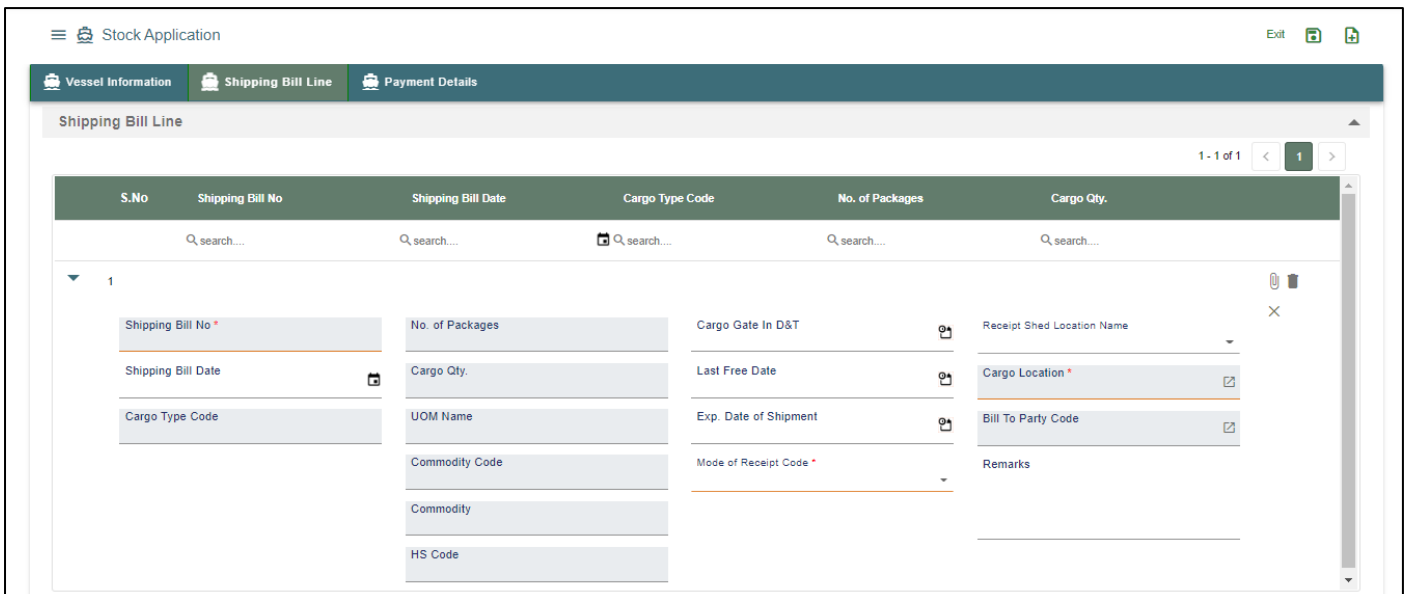 Stock Application
Exit
Vessel Information Shipping Bill Line Payment Details
Shipping Bill Line
1 - 1 of 1 < 1 >
S.No Shipping Bill No Shipping Bill Date Cargo Type Code No. of Packages Cargo Qty.
search.... search.... search.... search.... search....
1
Shipping Bill No * No. of Packages Cargo Gate In D&T Receipt Shed Location Name
Shipping Bill Date Cargo Qty. Last Free Date Cargo Location *
Cargo Type Code UOM Name Exp. Date of Shipment Bill To Party Code
Commodity Code Mode of Receipt Code * Remarks
Commodity
HS Code